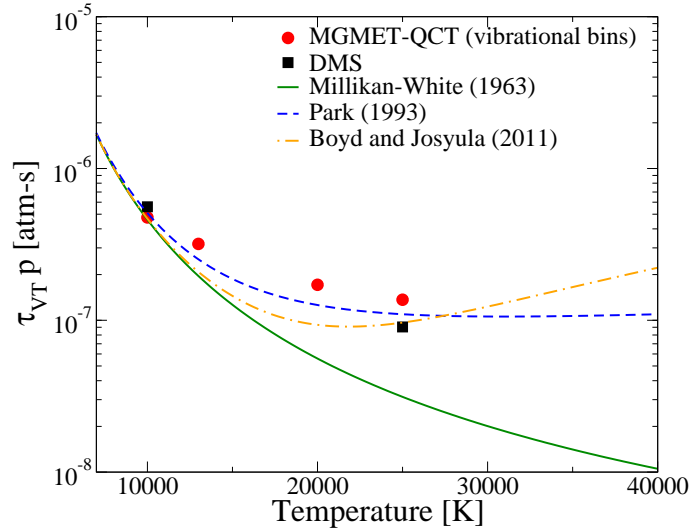 10^-5
MGMET-QCT (vibrational bins)
DMS
Millikan-White (1963)
Park (1993)
Boyd and Josyula (2011)
10^-6
τ_VT p [atm-s]
10^-7
10^-8
10000 20000 30000 40000
Temperature [K]